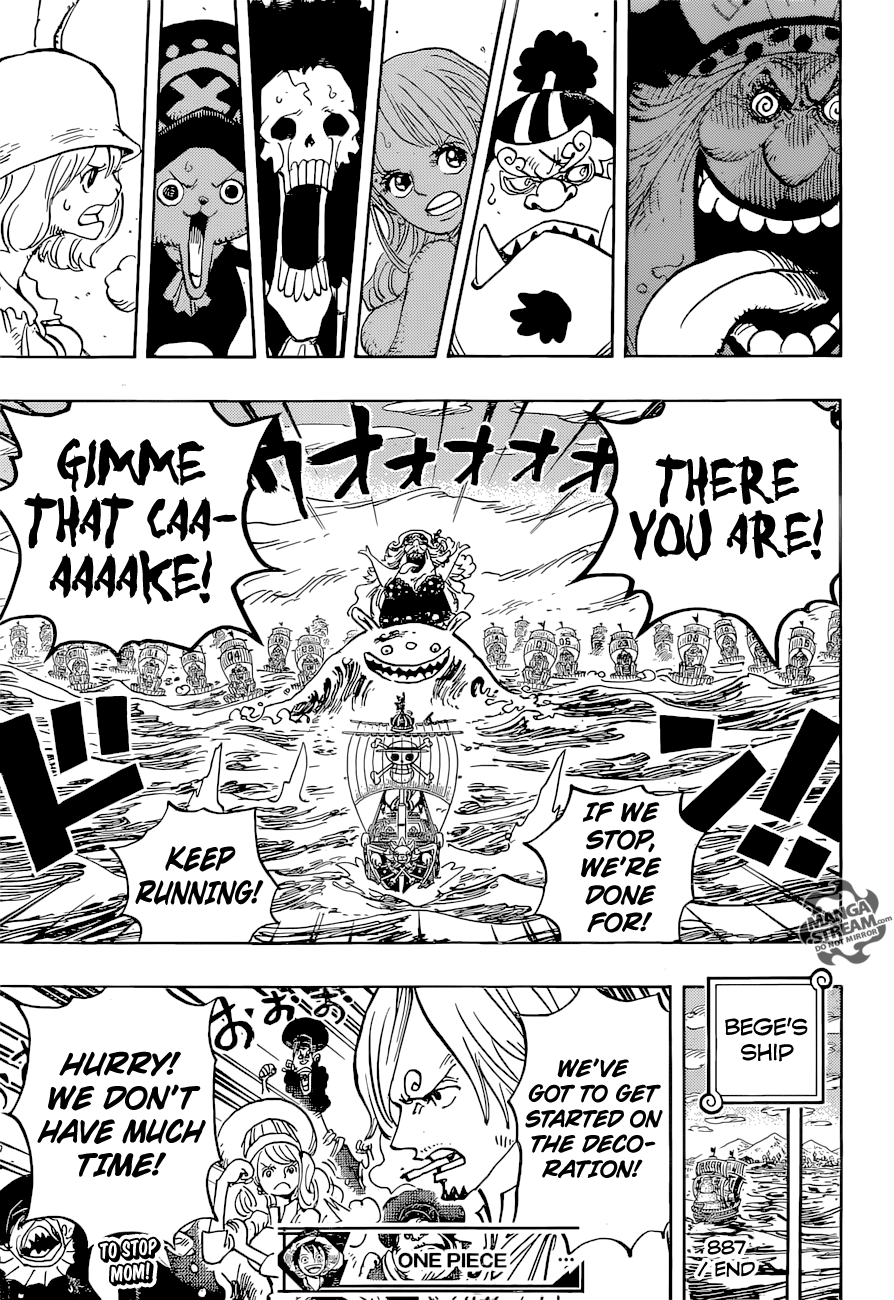 THERE
YOU ARE!
オオオオオ
GIMME
THAT CAA-
AAAAKE!
ド
ン!!
IF WE
STOP,
WE'RE
DONE
FOR!
KEEP
RUNNING!
MANGA
STREAM.com
DO NOT MIRROR
BEGE'S
SHIP
WE'VE
GOT TO GET
STARTED ON
THE DECO-
RATION!
おおお
HURRY!
WE DON'T
HAVE MUCH
TIME!
TO STOP
MOM!
ONE PIECE
...
887
/ END